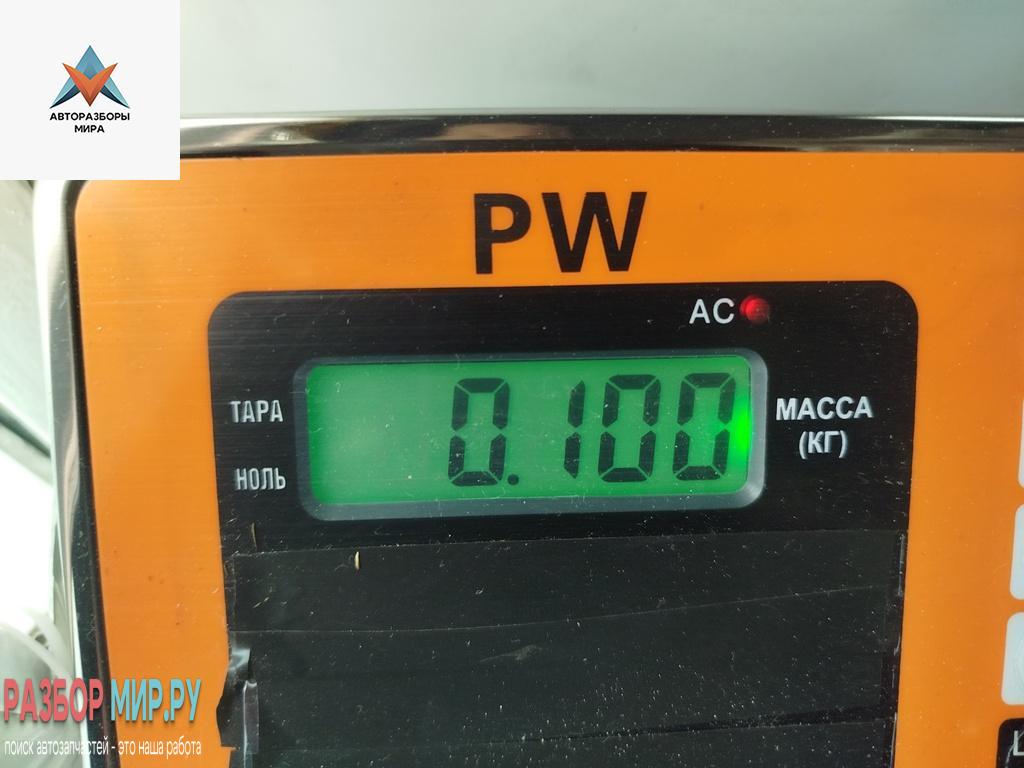 АВТОРАЗБОРЫ
МИРА
PW
AC
ТАРА
0.100
МАССА
(КГ)
НОЛЬ
РАЗБОР МИР.РУ
поиск автозапчастей - это наша работа